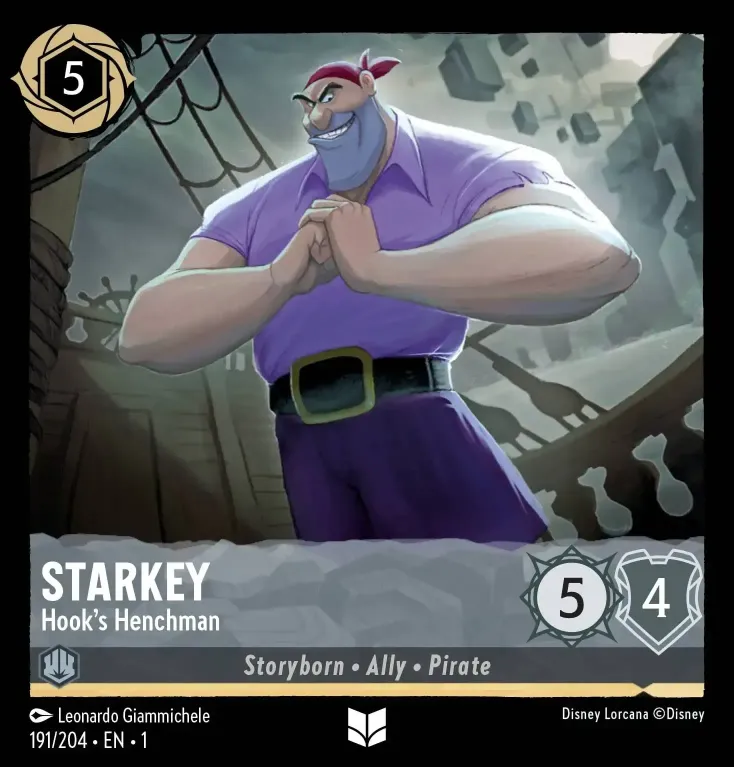 5
STARKEY
Hook's Henchman
5 4
Storyborn • Ally • Pirate
Leonardo Giammichele
Disney Lorcana ©Disney
191/204 • EN • 1